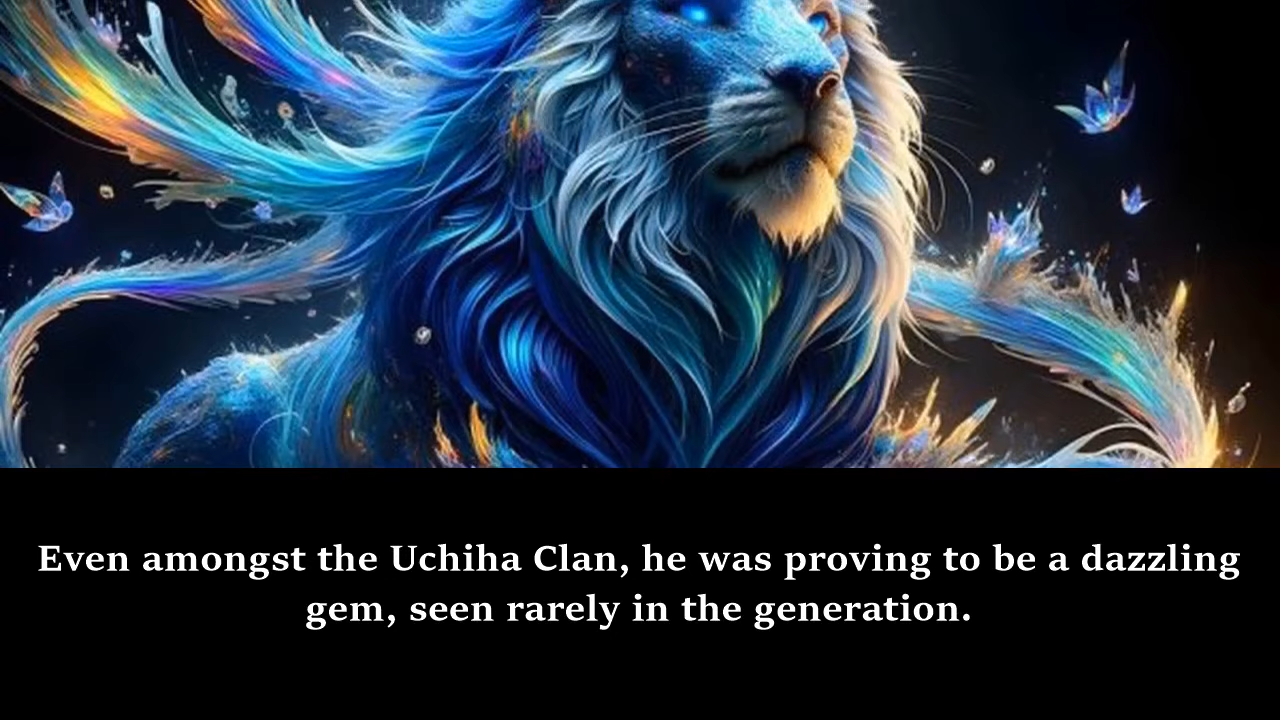 Even amongst the Uchiha Clan, he was proving to be a dazzling
gem, seen rarely in the generation.